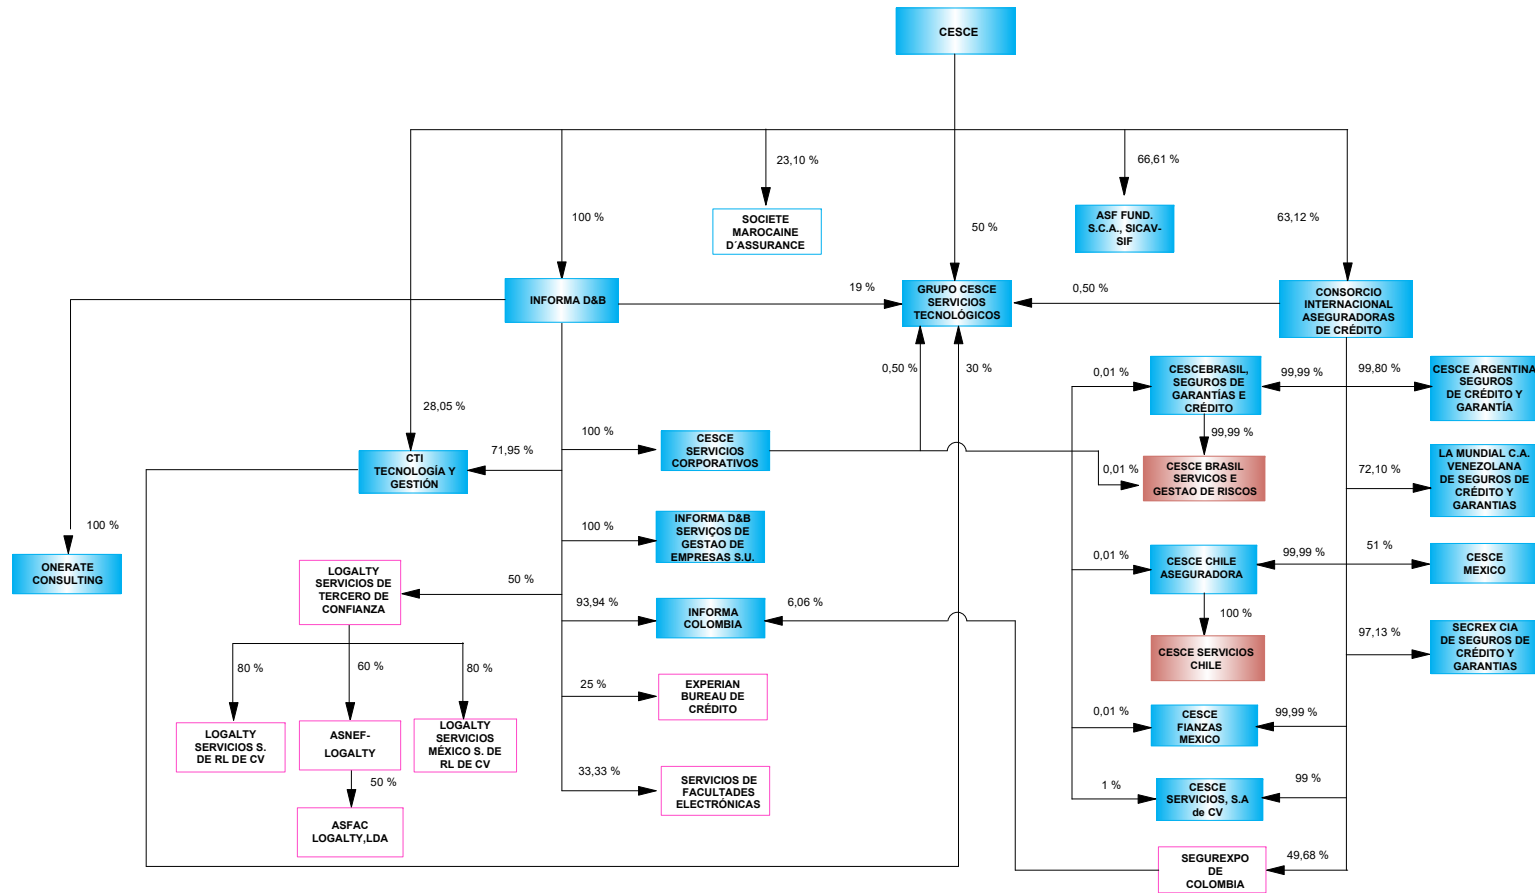 CESCE
23,10 %
66,61 %
100 %
50 %
63,12 %
SOCIETE
MAROCAINE
D´ASSURANCE
ASF FUND.
S.C.A., SICAV-
SIF
INFORMA D&B
19 %
GRUPO CESCE
SERVICIOS
TECNOLÓGICOS
0,50 %
CONSORCIO
INTERNACIONAL
ASEGURADORAS
DE CRÉDITO
0,50 %
30 %
28,05 %
0,01 %
CESCEBRASIL,
SEGUROS DE
GARANTÍAS E
CRÉDITO
99,99 %
99,80 %
CESCE ARGENTINA
SEGUROS
DE CRÉDITO Y
GARANTÍA
CTI
TECNOLOGÍA Y
GESTIÓN
71,95 %
100 %
CESCE
SERVICIOS
CORPORATIVOS
99,99 %
0,01 %
CESCE BRASIL
SERVICOS E
GESTAO DE RISCOS
72,10 %
LA MUNDIAL C.A.
VENEZOLANA
DE SEGUROS DE
CRÉDITO Y
GARANTIAS
100 %
ONERATE
CONSULTING
100 %
INFORMA D&B
SERVIÇOS DE
GESTAO DE
EMPRESAS S.U.
0,01 %
CESCE CHILE
ASEGURADORA
99,99 %
51 %
CESCE
MEXICO
LOGALTY
SERVICIOS DE
TERCERO DE
CONFIANZA
50 %
93,94 %
INFORMA
COLOMBIA
6,06 %
100 %
CESCE SERVICIOS
CHILE
97,13 %
SECREX CIA
DE SEGUROS DE
CRÉDITO Y
GARANTIAS
80 %
60 %
80 %
25 %
EXPERIAN
BUREAU DE
CRÉDITO
LOGALTY
SERVICIOS S.
DE RL DE CV
ASNEF-
LOGALTY
LOGALTY
SERVICIOS
MÉXICO S. DE
RL DE CV
0,01 %
CESCE
FIANZAS
MEXICO
99,99 %
50 %
33,33 %
SERVICIOS DE
FACULTADES
ELECTRÓNICAS
1 %
CESCE
SERVICIOS, S.A
de CV
99 %
ASFAC
LOGALTY,LDA
SEGUREXPO
DE
COLOMBIA
49,68 %